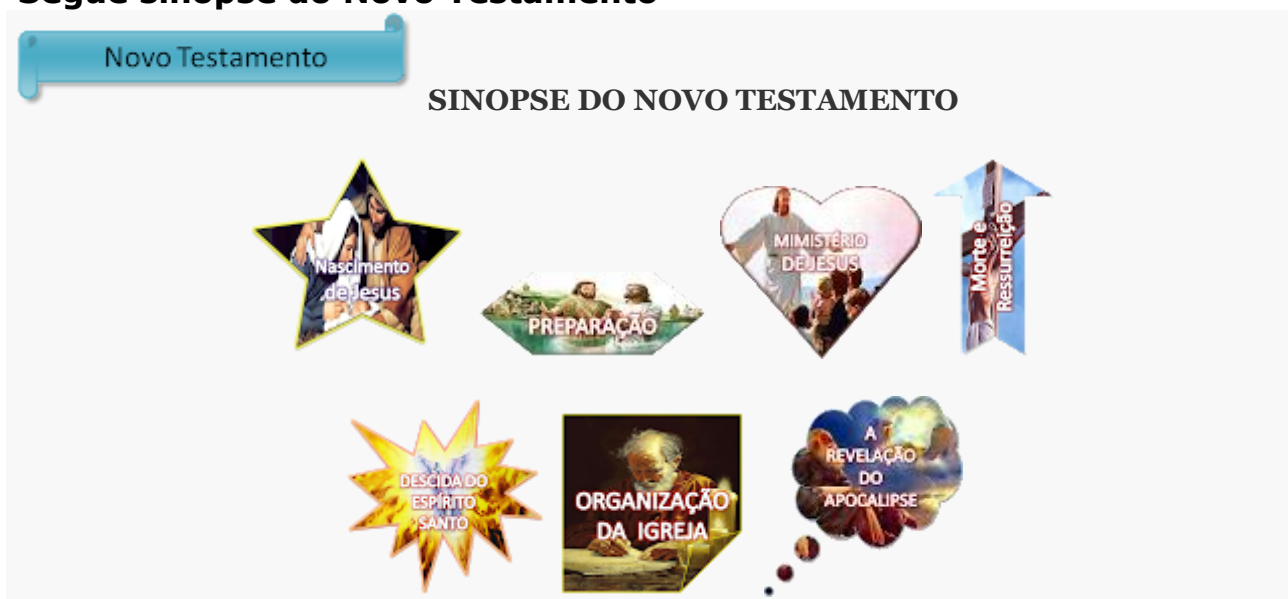 Segue sinopse do Novo Testamento
Novo Testamento
SINOPSE DO NOVO TESTAMENTO
Nascimento
de Jesus
PREPARAÇÃO
MIMISTÉRIO
DE JESUS
Morte e
Ressurreição
DESCIDA DO
ESPÍRITO
SANTO
ORGANIZAÇÃO
DA IGREJA
A
REVELAÇÃO
DO
APOCALIPSE